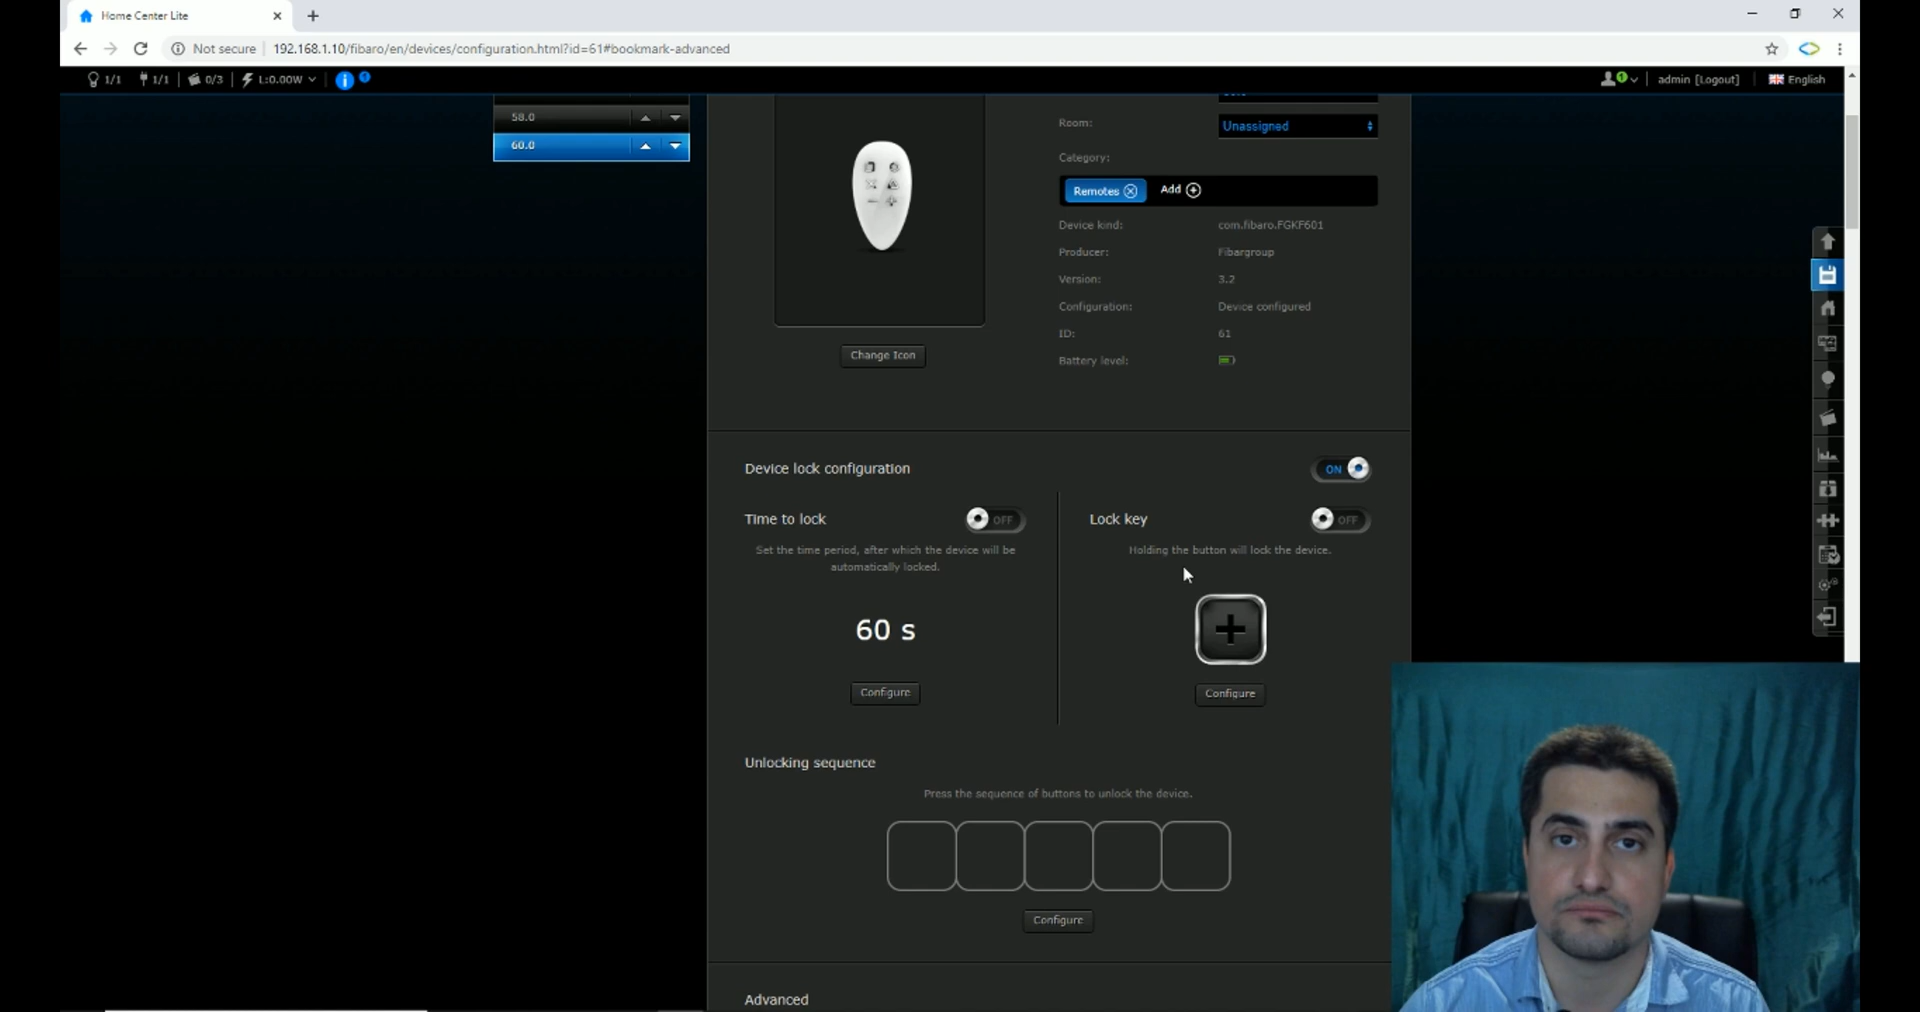 Home Center Lite
Not secure
192.168.1.10/fibaro/en/devices/configuration.html?id=61#bookmark-advanced
1/1
1/1
0/3
L:0.00W
admin [Logout]
English
58.0
60.0
Room:
Unassigned
Category:
Remotes
Add
Device kind:
com.fibaro.FGKF601
Producer:
Fibargroup
Version:
3.2
Configuration:
Device configured
ID:
61
Battery level:
Change Icon
Device lock configuration
ON
Time to lock
OFF
Set the time period, after which the device will be
automatically locked.
60 s
Configure
Lock key
OFF
Holding the button will lock the device.
Configure
Unlocking sequence
Press the sequence of buttons to unlock the device.
Configure
Advanced